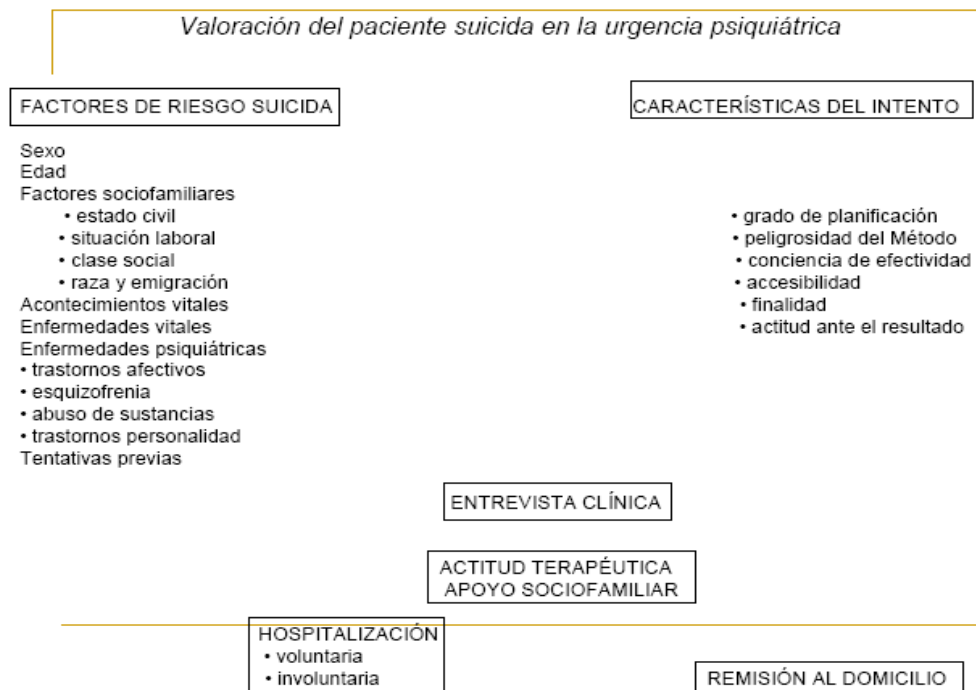 Valoración del paciente suicida en la urgencia psiquiátrica
FACTORES DE RIESGO SUICIDA
Sexo
Edad
Factores sociofamiliares
• estado civil
• situación laboral
• clase social
• raza y emigración
Acontecimientos vitales
Enfermedades vitales
Enfermedades psiquiátricas
• trastornos afectivos
• esquizofrenia
• abuso de sustancias
• trastornos personalidad
Tentativas previas
CARACTERÍSTICAS DEL INTENTO
• grado de planificación
• peligrosidad del Método
• conciencia de efectividad
• accesibilidad
• finalidad
• actitud ante el resultado
ENTREVISTA CLÍNICA
ACTITUD TERAPÉUTICA
APOYO SOCIOFAMILIAR
HOSPITALIZACIÓN
• voluntaria
• involuntaria
REMISIÓN AL DOMICILIO